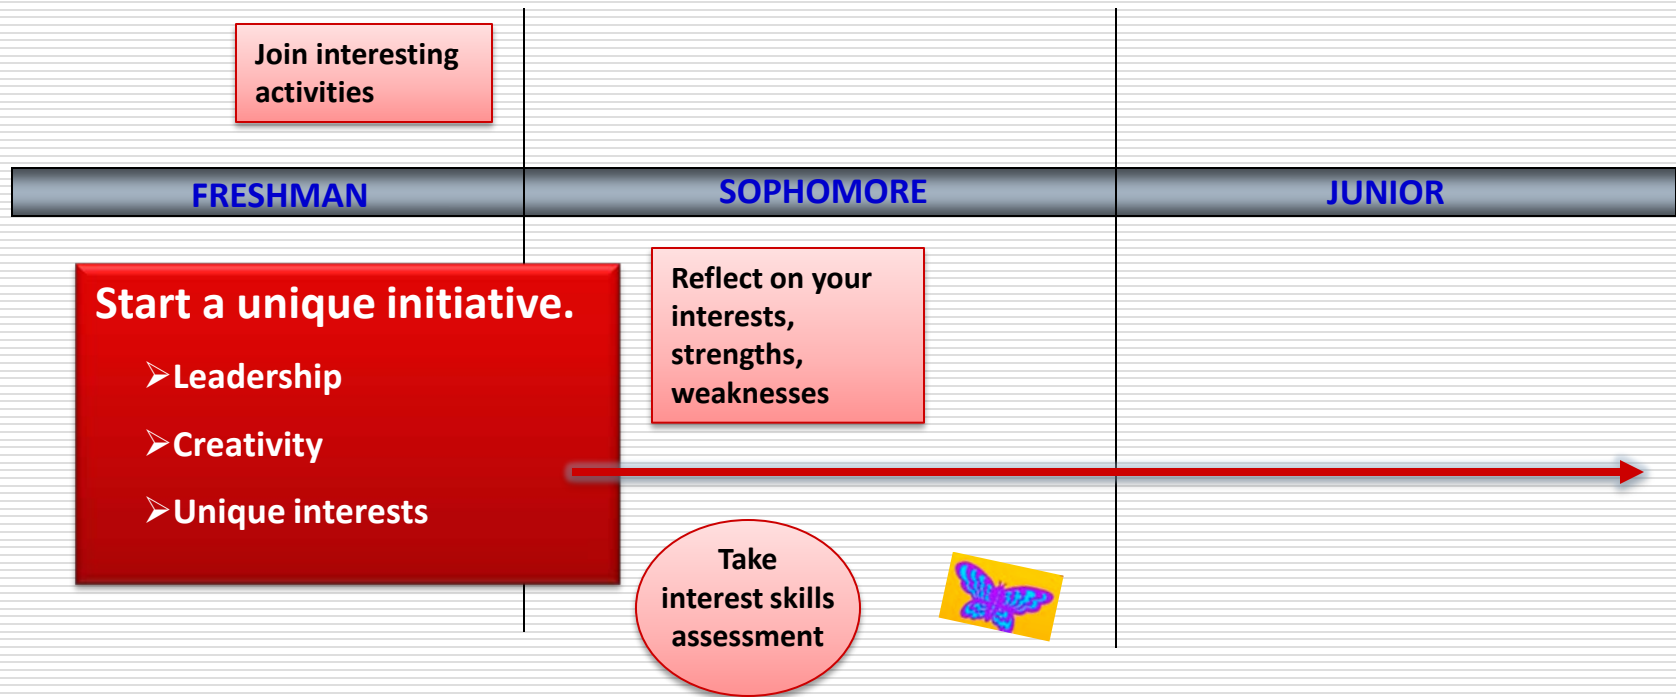 Join interesting
activities
FRESHMAN
SOPHOMORE
JUNIOR
Start a unique initiative.
➢Leadership
➢Creativity
➢Unique interests
Reflect on your
interests,
strengths,
weaknesses
Take
interest skills
assessment